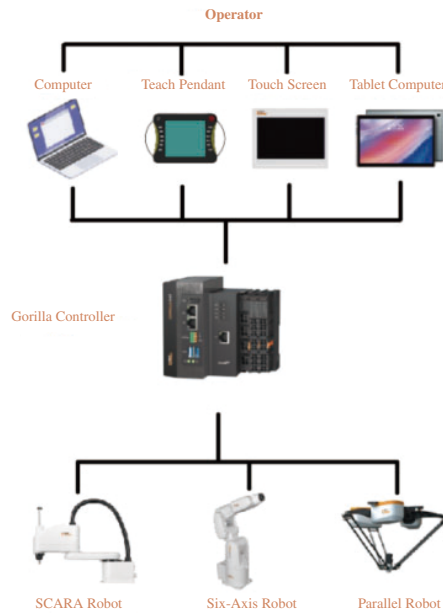 Operator
Computer
Teach Pendant
Touch Screen
Tablet Computer
Gorilla Controller
SCARA Robot
Six-Axis Robot
Parallel Robot